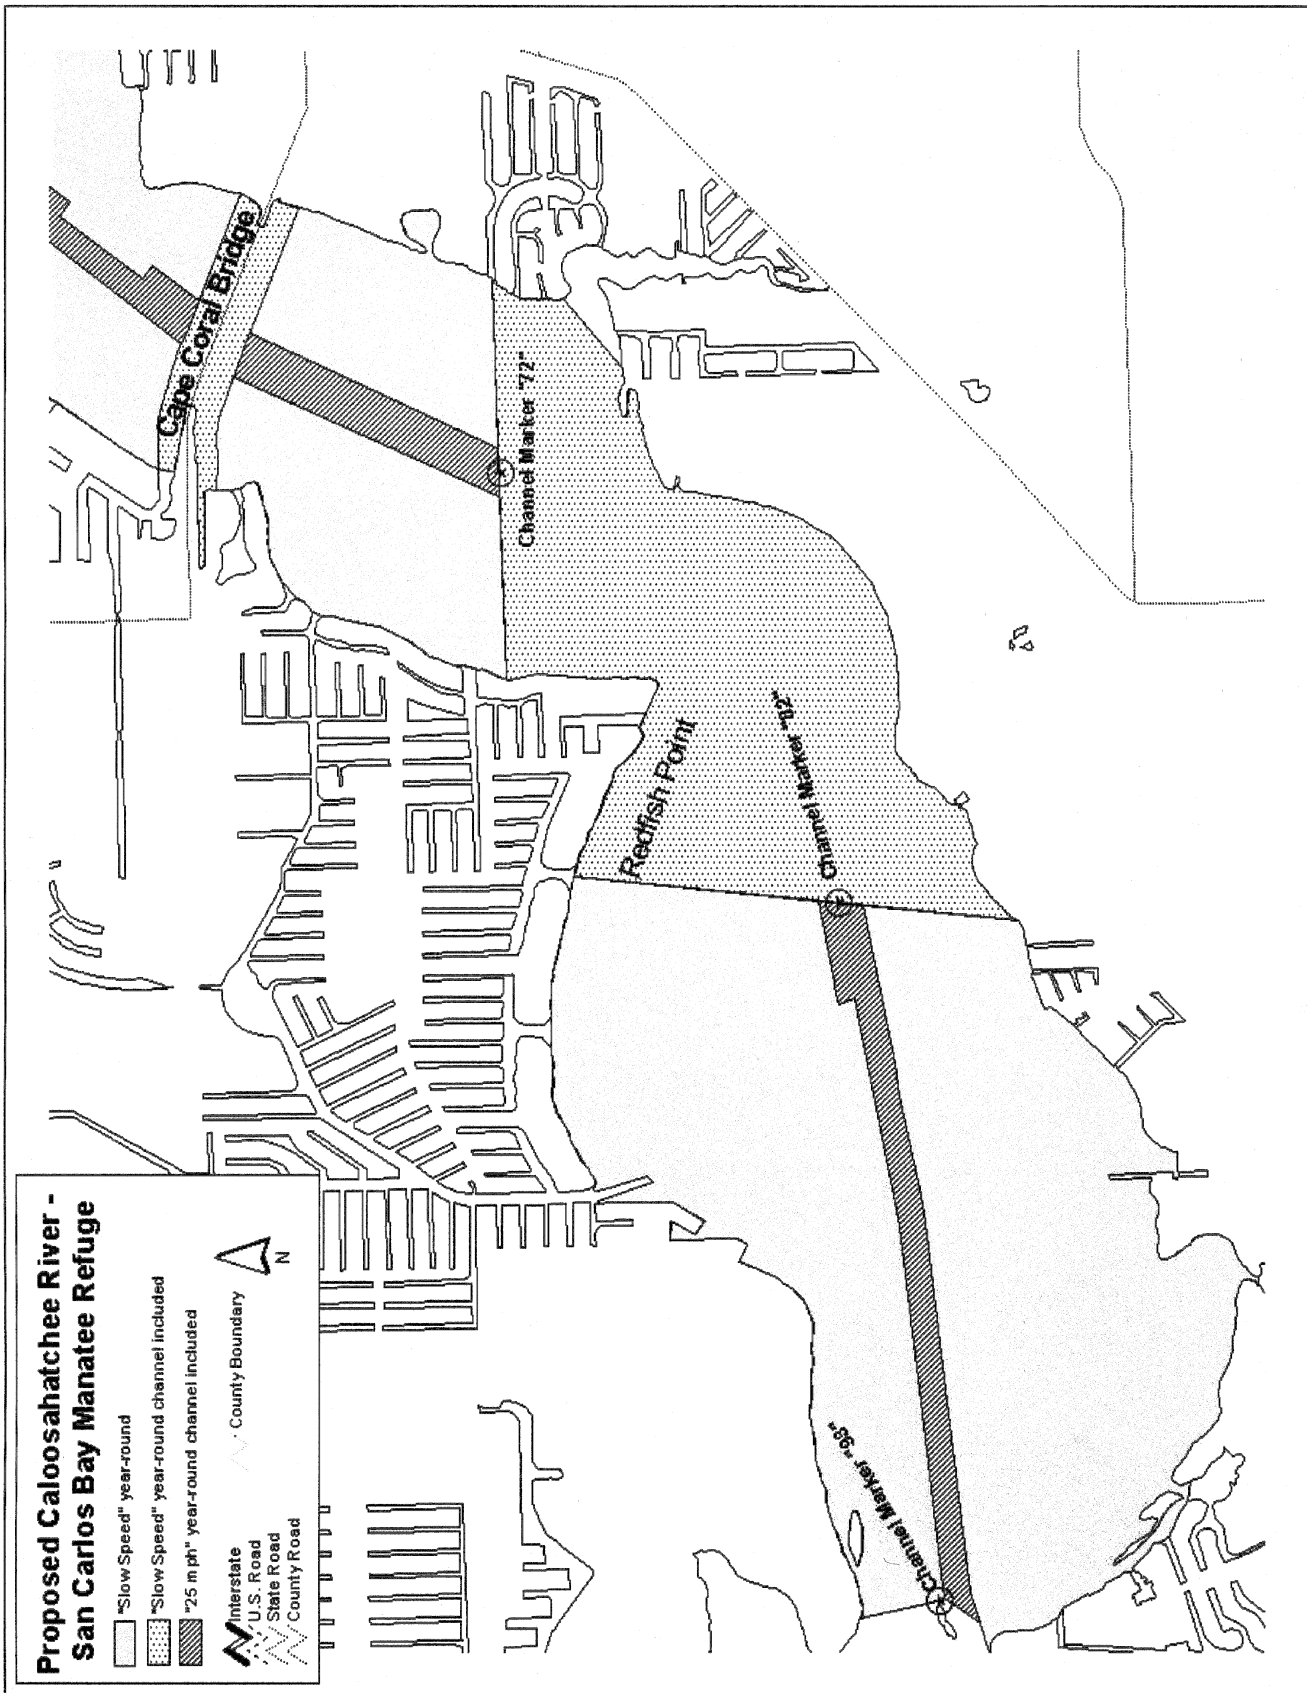 Proposed Caloosahatchee River -
San Carlos Bay Manatee Refuge
"Slow Speed" year-round
"Slow Speed" year-round channel included
"25 mph" year-round channel included
Interstate
U.S. Road
State Road
County Road
County Boundary
N
Cape Coral Bridge
Channel Marker "72"
Redfish Point
Channel Marker "82"
Channel Marker "93"